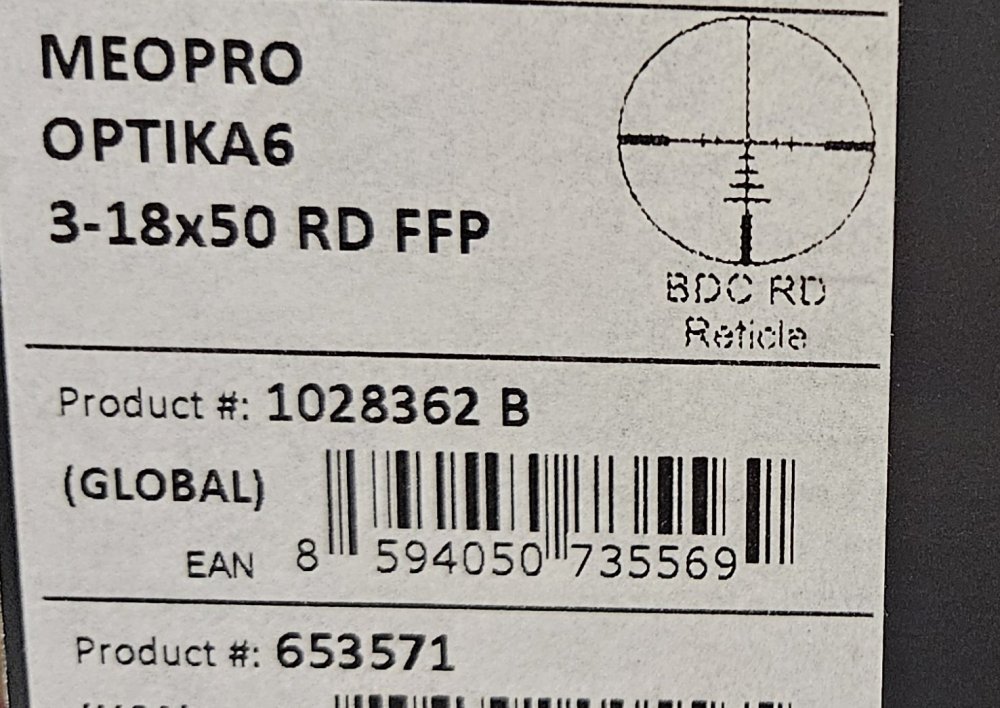 MEOPRO
OPTIKA6
3-18x50 RD FFP
BDC RD
Reticle
Product #: 1028362 B
(GLOBAL)
EAN 8 594050 735569
Product #: 653571